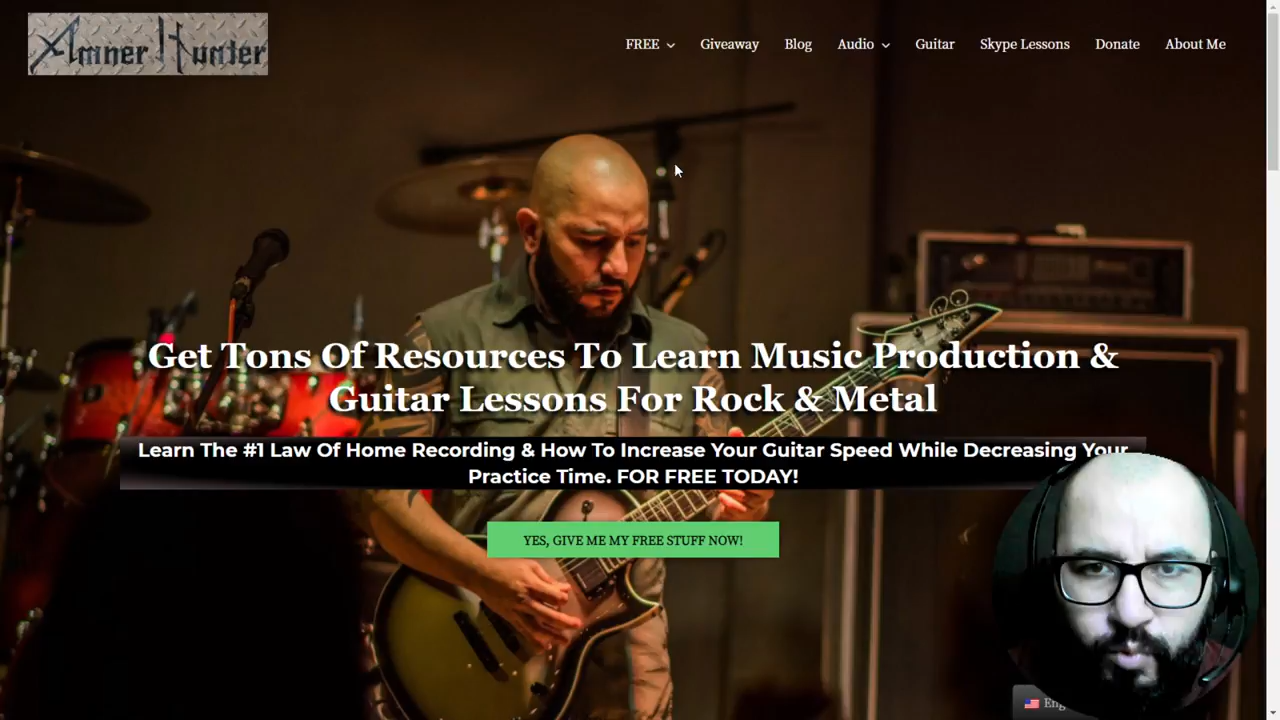 Amner Hunter
FREE Giveaway Blog Audio Guitar Skype Lessons Donate About Me
Get Tons Of Resources To Learn Music Production &
Guitar Lessons For Rock & Metal
Learn The #1 Law Of Home Recording & How To Increase Your Guitar Speed While Decreasing Your
Practice Time. FOR FREE TODAY!
YES, GIVE ME MY FREE STUFF NOW!